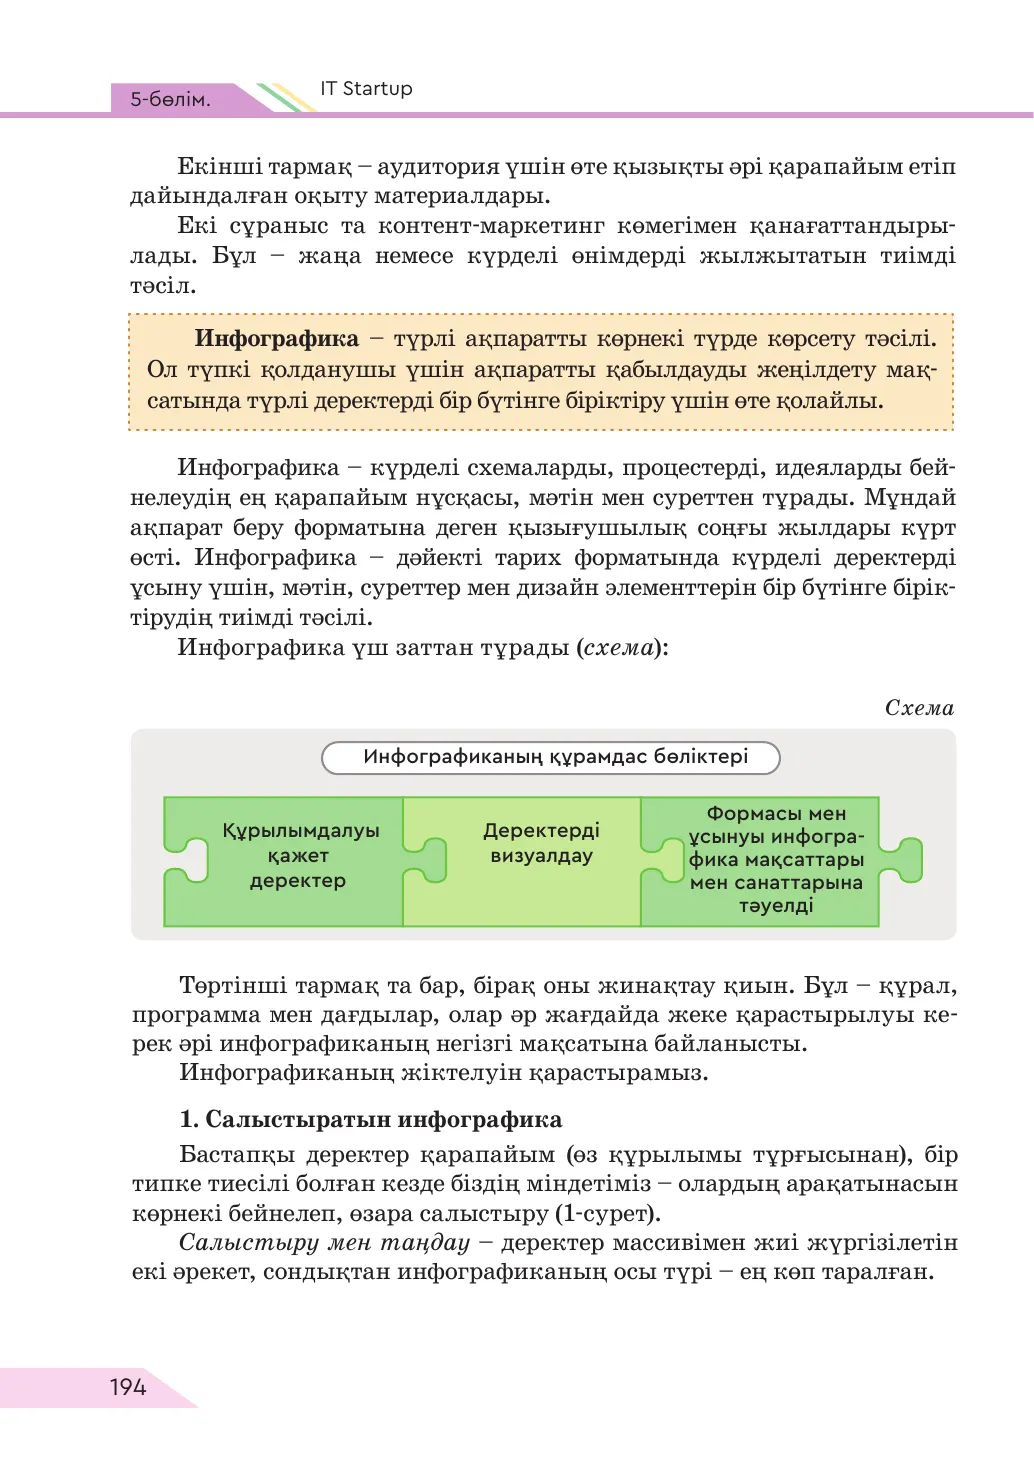 5-бөлім.
IT Startup
Екінші тармақ – аудитория үшін өте қызықты әрі қарапайым етіп
дайындалған оқыту материалдары.
Екі сұраныс та контент-маркетинг көмегімен қанағаттандыры-
лады. Бұл – жаңа немесе күрделі өнімдерді жылжытатын тиімді
тәсіл.
Инфографика – түрлі ақпаратты көрнекі түрде көрсету тәсілі.
Ол түпкі қолданушы үшін ақпаратты қабылдауды жеңілдету мақ-
сатында түрлі деректерді бір бүтінге біріктіру үшін өте қолайлы.
Инфографика – күрделі схемаларды, процестерді, идеяларды бей-
нелеудің ең қарапайым нұсқасы, мәтін мен суреттен тұрады. Мұндай
ақпарат беру форматына деген қызығушылық соңғы жылдары күрт
өсті. Инфографика – дәйекті тарих форматында күрделі деректерді
ұсыну үшін, мәтін, суреттер мен дизайн элементтерін бір бүтінге бірік-
тірудің тиімді тәсілі.
Инфографика үш заттан тұрады (схема):
Схема
Инфографиканың құрамдас бөліктері
Құрылымдалуы
қажет
деректер
Деректерді
визуалдау
Формасы мен
ұсынуы инфогра-
фика мақсаттары
мен санаттарына
тәуелді
Төртінші тармақ та бар, бірақ оны жинақтау қиын. Бұл – құрал,
программа мен дағдылар, олар әр жағдайда жеке қарастырылуы ке-
рек әрі инфографиканың негізгі мақсатына байланысты.
Инфографиканың жіктелуін қарастырамыз.
1. Салыстыратын инфографика
Бастапқы деректер қарапайым (өз құрылымы тұрғысынан), бір
типке тиесілі болған кезде біздің міндетіміз – олардың арақатынасын
көрнекі бейнелеп, өзара салыстыру (1-сурет).
Салыстыру мен таңдау – деректер массивімен жиі жүргізілетін
екі әрекет, сондықтан инфографиканың осы түрі – ең көп таралған.
194